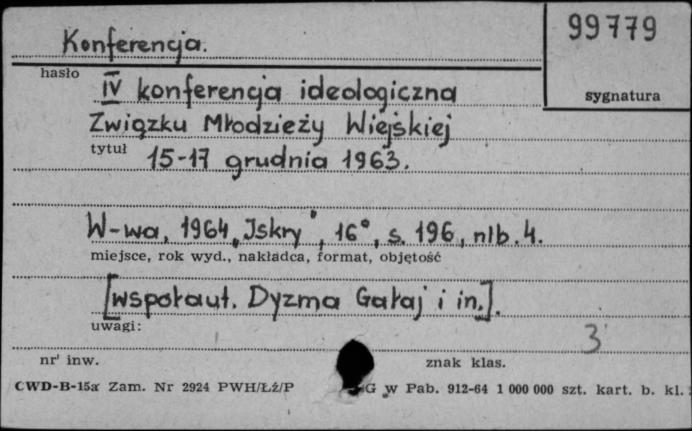 Konferencja.
99779
hasło
sygnatura
IV konferencja ideologiczna
Związku Młodzieży Wiejskiej
tytuł
15-17 grudnia 1963.
W-wa, 1964 „Iskry", 16°, s. 196, nlb. 4.
miejsce, rok wyd., nakładca, format, objętość
[współaut. Dyzma Gałaj i in.].
uwagi:
3
nr inw.
znak klas.
CWD-B-15a Zam. Nr 2924 PWH/Łź/P
G w Pab. 912-64 1 000 000 szt. kart. b. kl.